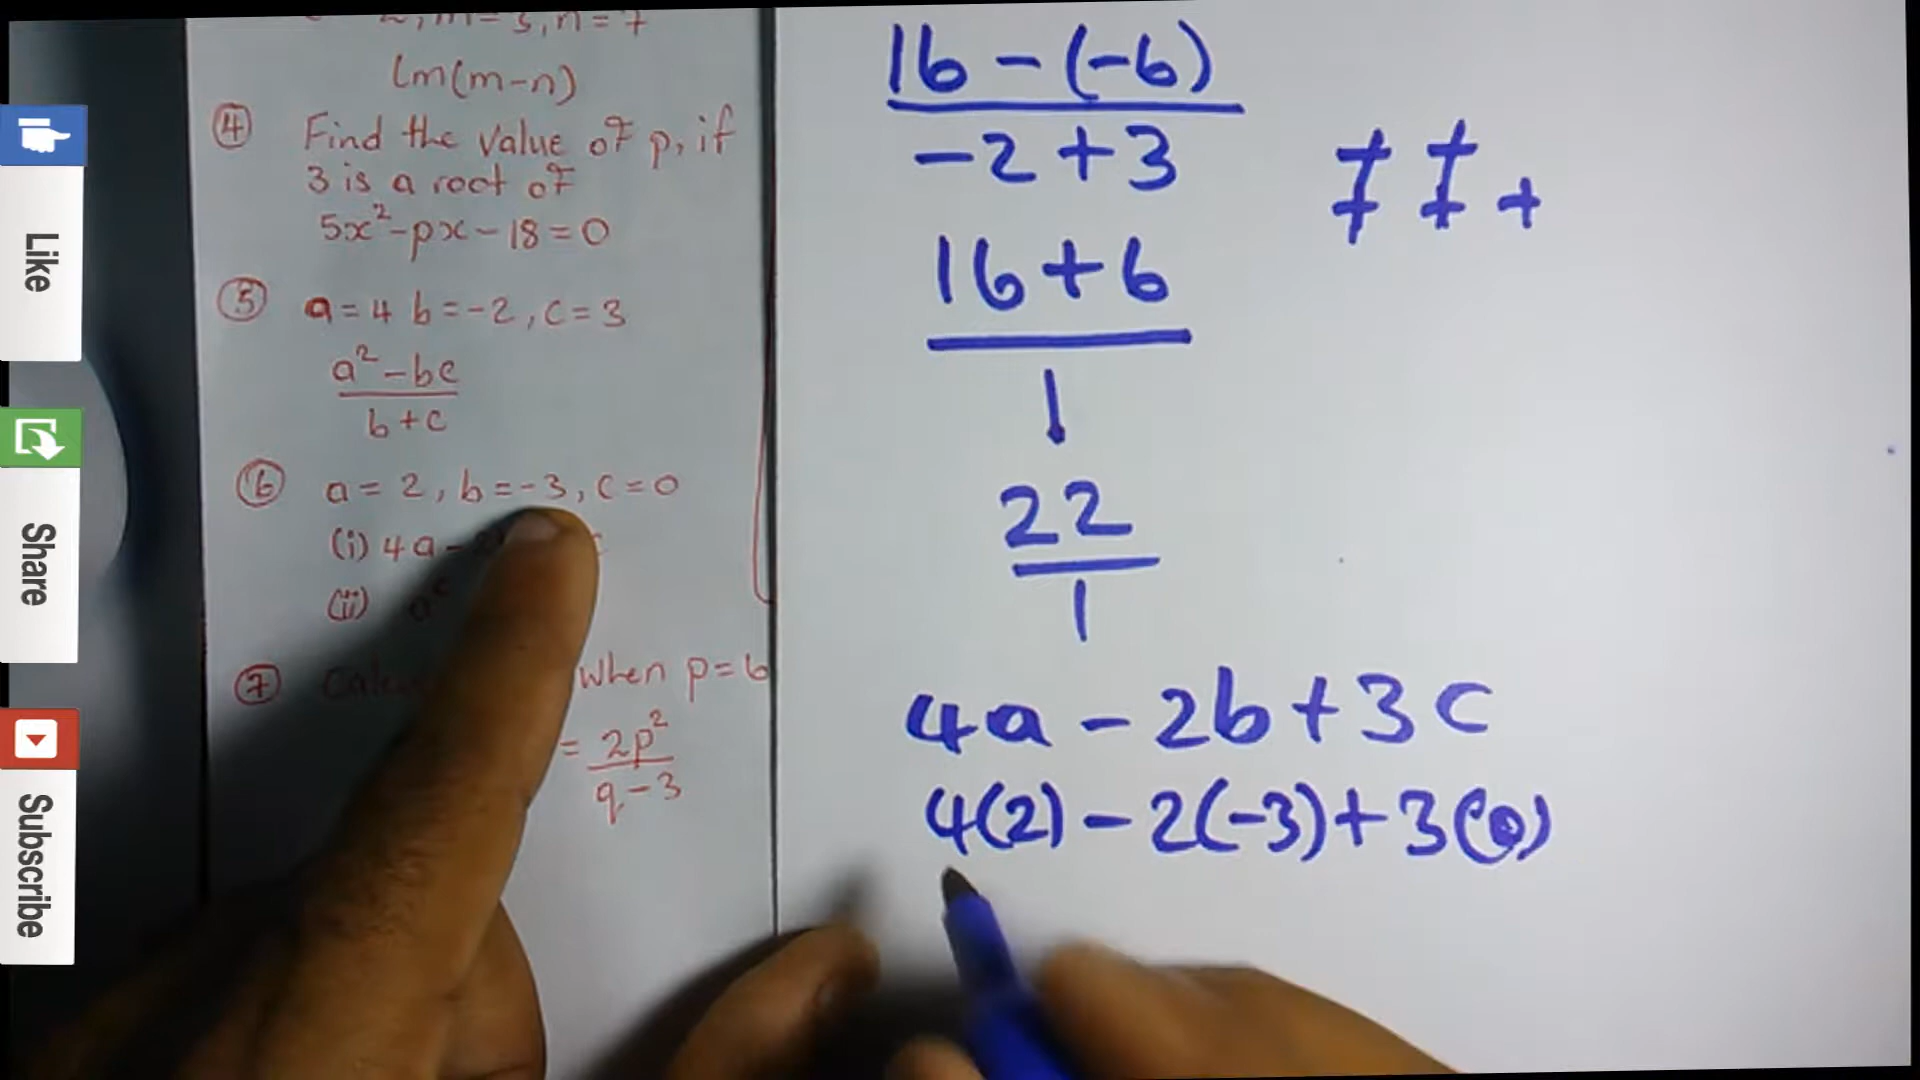 Like
Share
Subscribe
m=3, n=7
lm(m-n)
④ Find the value of p, if
3 is a root of
5x²-px-18=0
⑤ a=4 b=-2, c=3
a²-bc
b+c
⑥ a=2, b=-3, c=0
(i) 4a-
(ii) a^c
⑦ when p=6
= 2p²
q-3
16-(-6)
-2+3
16+6
1
22
1
4a-2b+3c
4(2)-2(-3)+3(0)